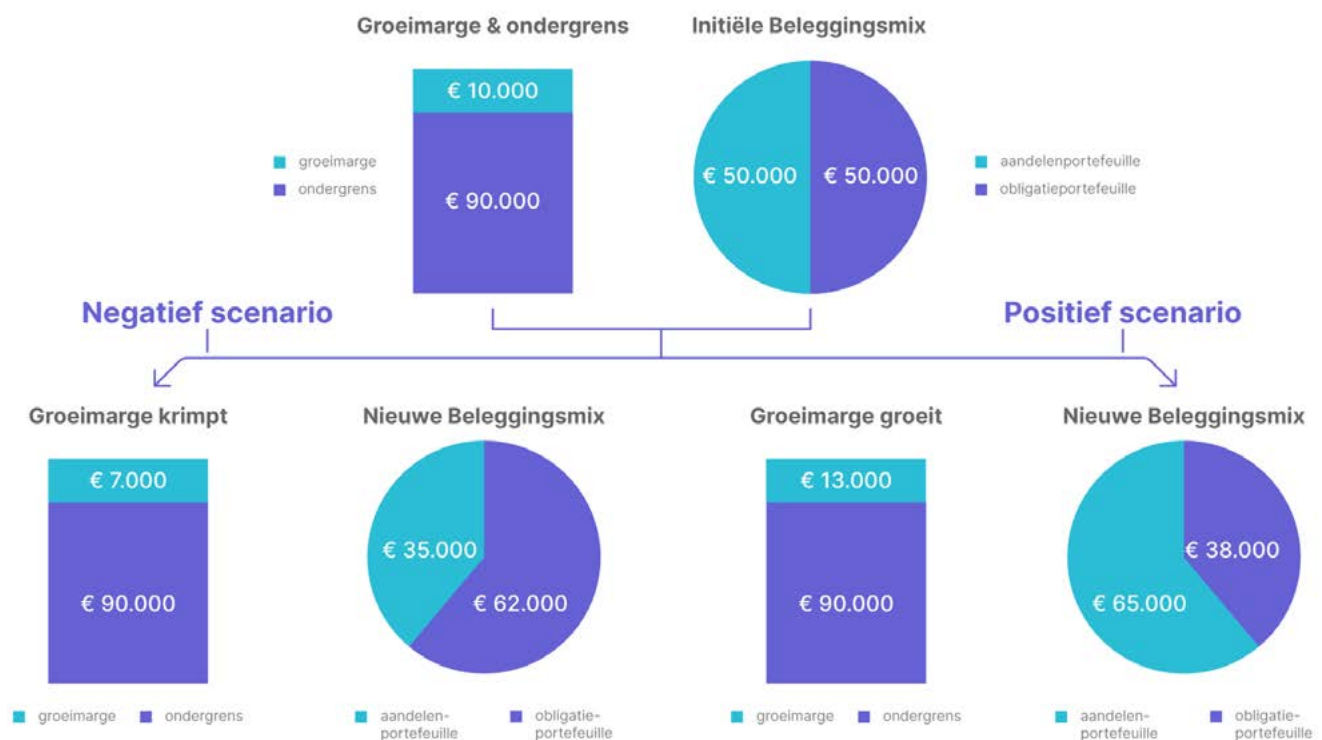 Groeimarge & ondergrens
Initiële Beleggingsmix
€ 10.000
€ 90.000
groeimarge
ondergrens
€ 50.000
€ 50.000
aandelenportefeuille
obligatieportefeuille
Negatief scenario
Positief scenario
Groeimarge krimpt
Nieuwe Beleggingsmix
Groeimarge groeit
Nieuwe Beleggingsmix
€ 7.000
€ 90.000
€ 35.000
€ 62.000
€ 13.000
€ 90.000
€ 38.000
€ 65.000
groeimarge
ondergrens
aandelen-
portefeuille
obligatie-
portefeuille
groeimarge
ondergrens
aandelen-
portefeuille
obligatie-
portefeuille